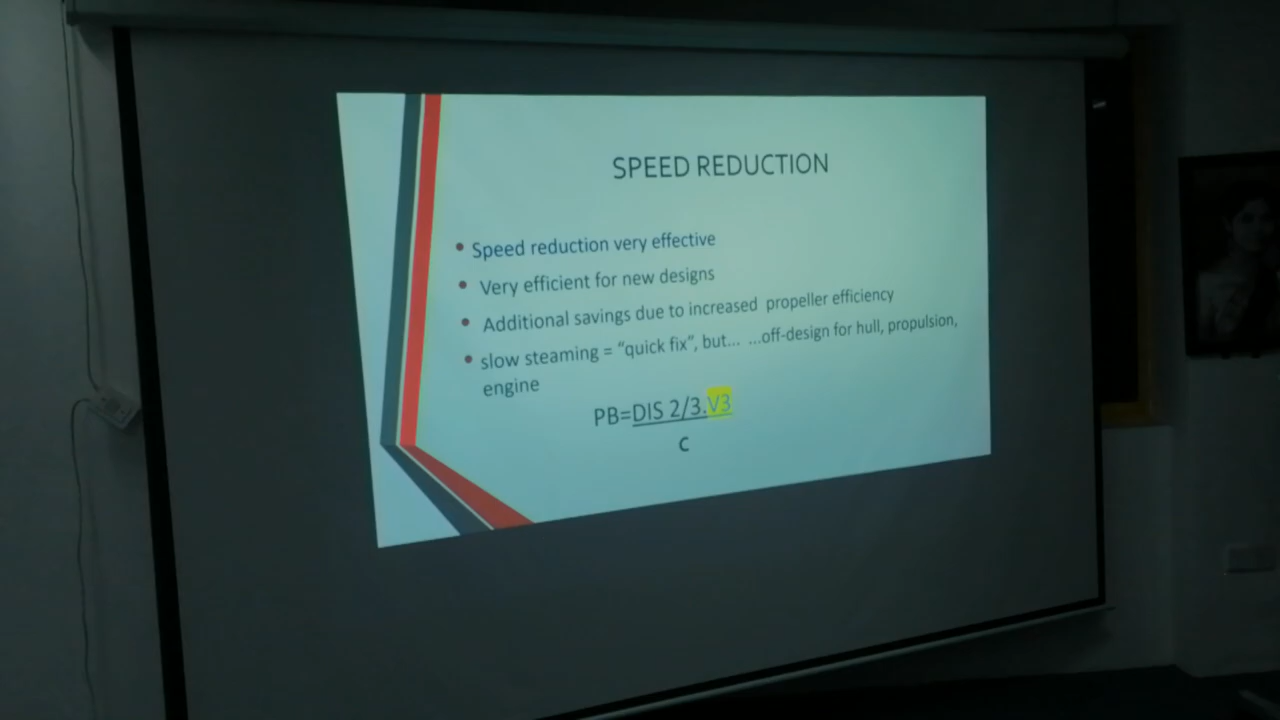 SPEED REDUCTION
• Speed reduction very effective
• Very efficient for new designs
• Additional savings due to increased propeller efficiency
• slow steaming = “quick fix”, but... ...off-design for hull, propulsion,
engine
PB=DIS 2/3.V3
C